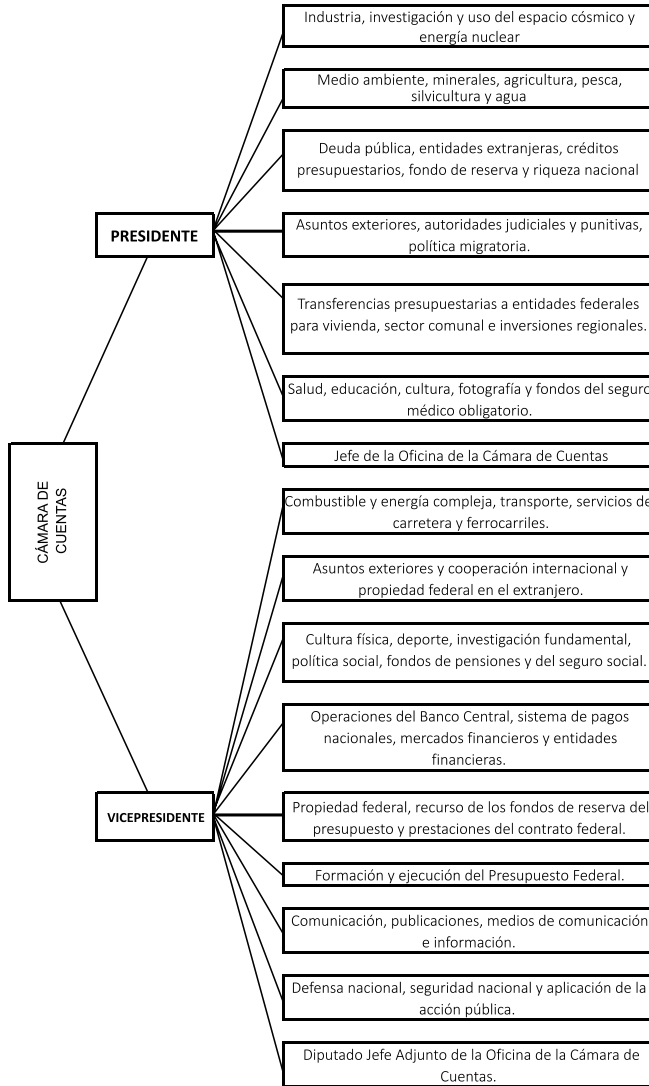 Industria, investigación y uso del espacio cósmico y
energía nuclear
Medio ambiente, minerales, agricultura, pesca,
silvicultura y agua
Deuda pública, entidades extranjeras, créditos
presupuestarios, fondo de reserva y riqueza nacional
PRESIDENTE
Asuntos exteriores, autoridades judiciales y punitivas,
política migratoria.
Transferencias presupuestarias a entidades federales
para vivienda, sector comunal e inversiones regionales.
Salud, educación, cultura, fotografía y fondos del seguro
médico obligatorio.
Jefe de la Oficina de la Cámara de Cuentas
CÁMARA DE
CUENTAS
Combustible y energía compleja, transporte, servicios de
carretera y ferrocarriles.
Asuntos exteriores y cooperación internacional y
propiedad federal en el extranjero.
Cultura física, deporte, investigación fundamental,
política social, fondos de pensiones y del seguro social.
Operaciones del Banco Central, sistema de pagos
nacionales, mercados financieros y entidades
financieras.
VICEPRESIDENTE
Propiedad federal, recurso de los fondos de reserva del
presupuesto y prestaciones del contrato federal.
Formación y ejecución del Presupuesto Federal.
Comunicación, publicaciones, medios de comunicación
e información.
Defensa nacional, seguridad nacional y aplicación de la
acción pública.
Diputado Jefe Adjunto de la Oficina de la Cámara de
Cuentas.